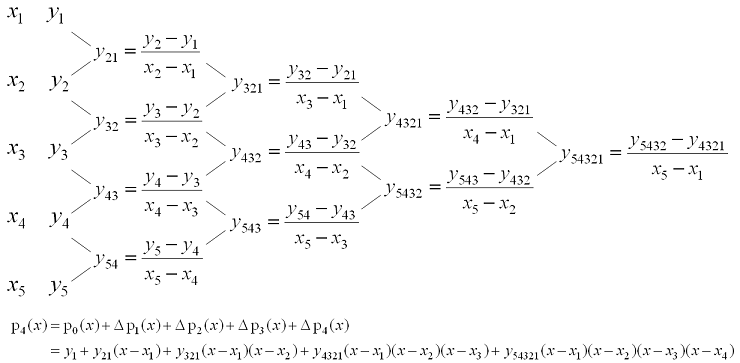 x₁ y₁
y₂₁ = (y₂ − y₁)/(x₂ − x₁)
x₂ y₂ y₃₂₁ = (y₃₂ − y₂₁)/(x₃ − x₁)
y₃₂ = (y₃ − y₂)/(x₃ − x₂) y₄₃₂₁ = (y₄₃₂ − y₃₂₁)/(x₄ − x₁)
x₃ y₃ y₄₃₂ = (y₄₃ − y₃₂)/(x₄ − x₂) y₅₄₃₂₁ = (y₅₄₃₂ − y₄₃₂₁)/(x₅ − x₁)
y₄₃ = (y₄ − y₃)/(x₄ − x₃) y₅₄₃₂ = (y₅₄₃ − y₄₃₂)/(x₅ − x₂)
x₄ y₄ y₅₄₃ = (y₅₄ − y₄₃)/(x₅ − x₃)
y₅₄ = (y₅ − y₄)/(x₅ − x₄)
x₅ y₅
p₄(x) = p₀(x) + Δp₁(x) + Δp₂(x) + Δp₃(x) + Δp₄(x)
= y₁ + y₂₁(x−x₁) + y₃₂₁(x−x₁)(x−x₂) + y₄₃₂₁(x−x₁)(x−x₂)(x−x₃) + y₅₄₃₂₁(x−x₁)(x−x₂)(x−x₃)(x−x₄)